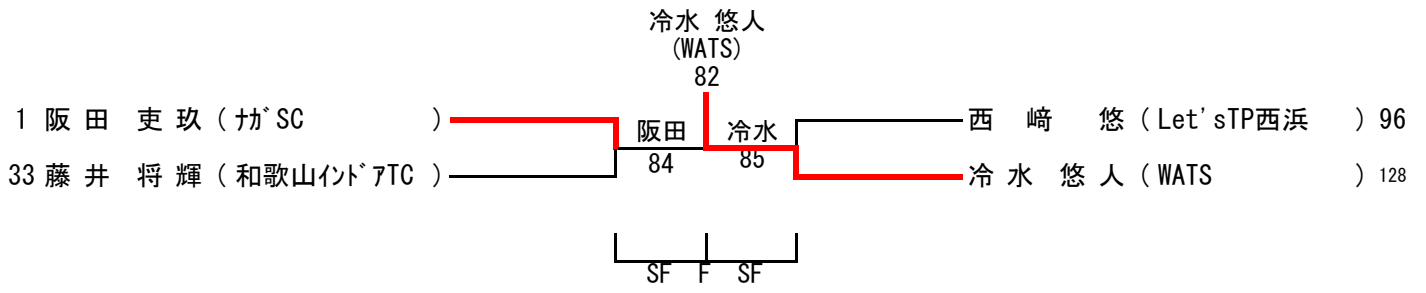 冷水 悠人
(WATS)
82
1 阪 田 吏 玖 ( ﾅｶﾞSC )
阪田
冷水
西 﨑 悠 ( Let'sTP西浜 ) 96
84
85
33 藤 井 将 輝 ( 和歌山ｲﾝﾄﾞｱTC )
冷 水 悠 人 ( WATS ) 128
SF F SF